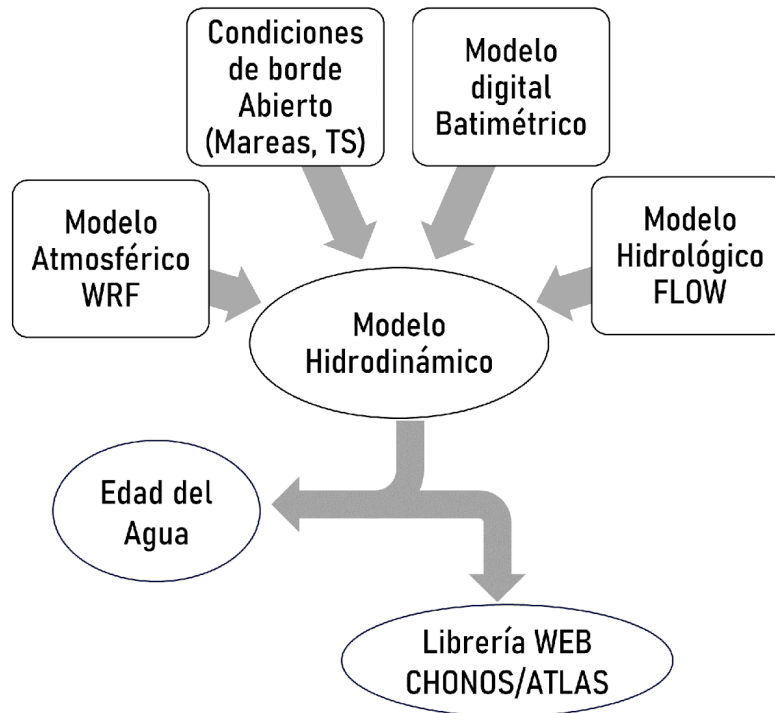 Condiciones
de borde
Abierto
(Mareas, TS)
Modelo
digital
Batimétrico
Modelo
Atmosférico
WRF
Modelo
Hidrológico
FLOW
Modelo
Hidrodinámico
Edad del
Agua
Librería WEB
CHONOS/ATLAS